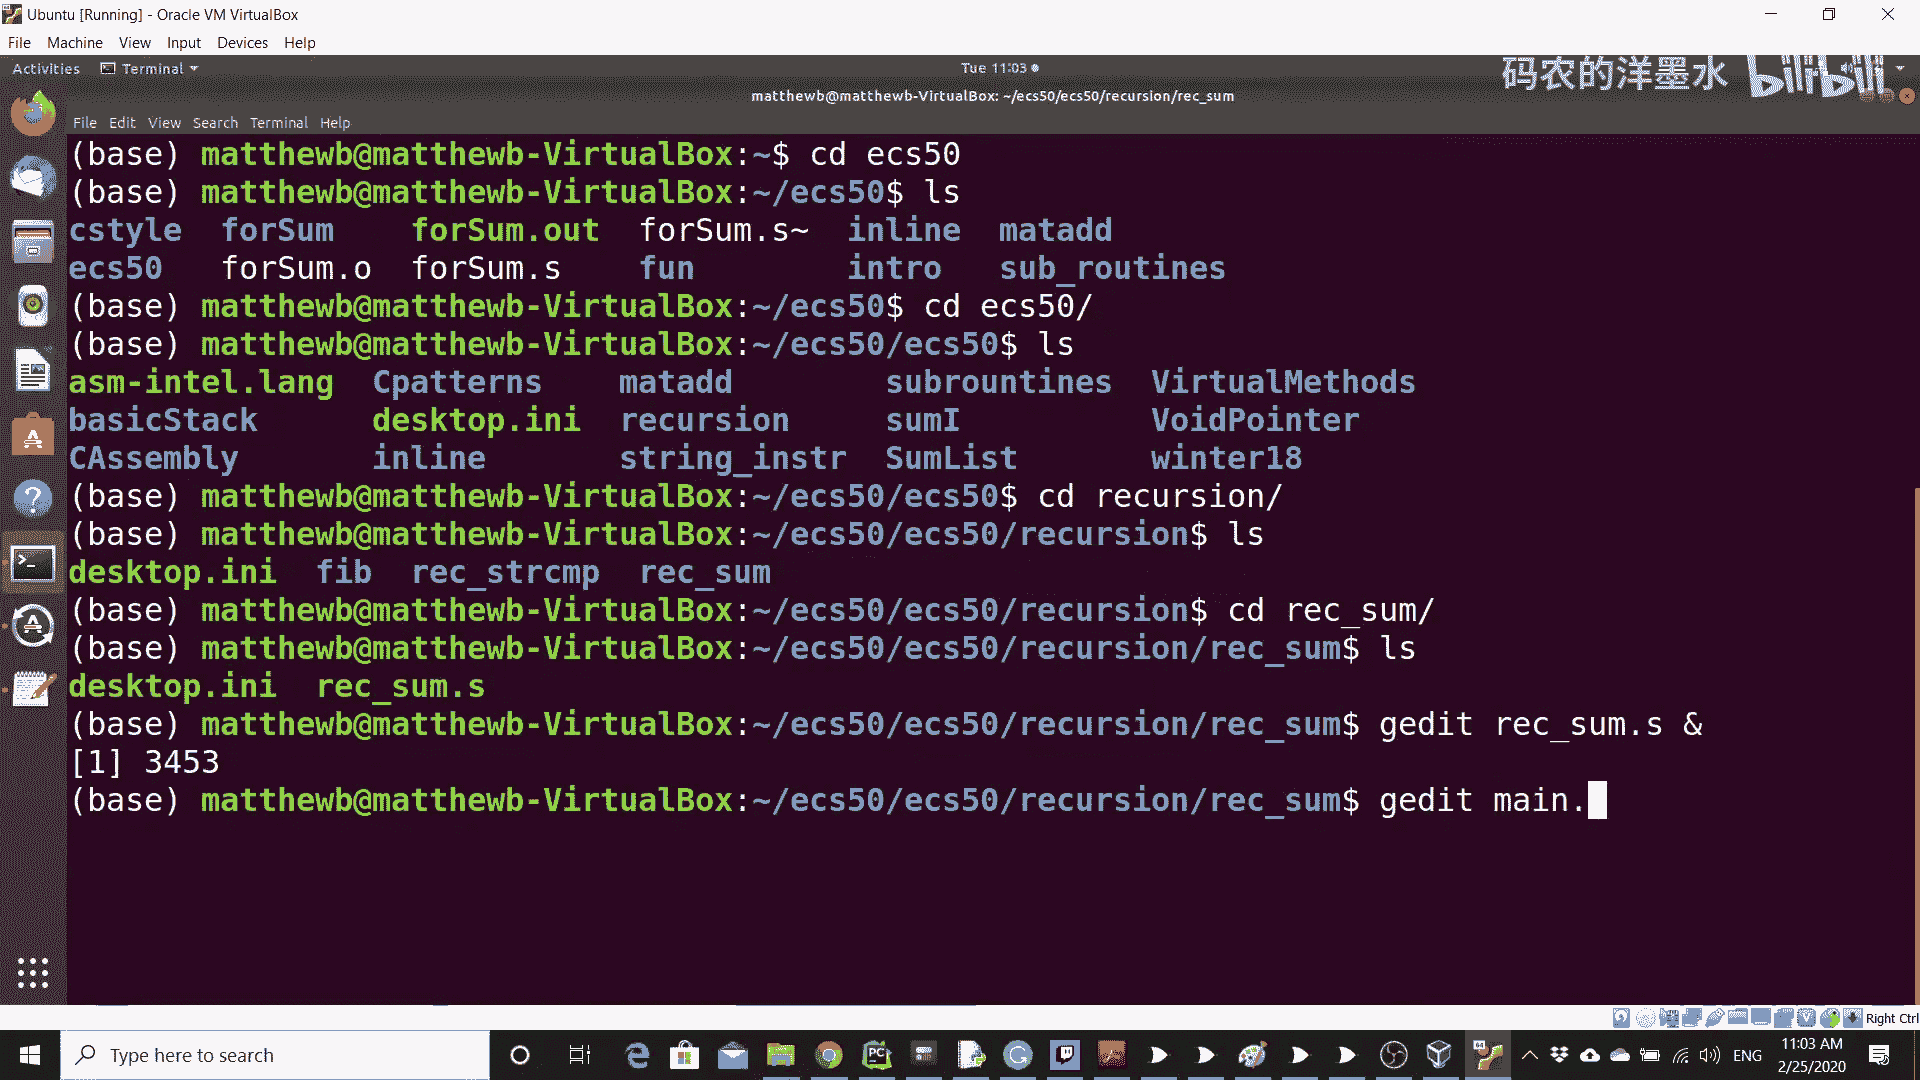 Ubuntu [Running] - Oracle VM VirtualBox
File Machine View Input Devices Help
Activities Terminal Tue 11:03
码农的洋墨水 bilibili
matthewb@matthewb-VirtualBox: ~/ecs50/ecs50/recursion/rec_sum
File Edit View Search Terminal Help
(base) matthewb@matthewb-VirtualBox:~$ cd ecs50
(base) matthewb@matthewb-VirtualBox:~/ecs50$ ls
cstyle forSum forSum.out forSum.s~ inline matadd
ecs50 forSum.o forSum.s fun intro sub_routines
(base) matthewb@matthewb-VirtualBox:~/ecs50$ cd ecs50/
(base) matthewb@matthewb-VirtualBox:~/ecs50/ecs50$ ls
asm-intel.lang Cpatterns matadd subrountines VirtualMethods
basicStack desktop.ini recursion sumI VoidPointer
CAssembly inline string_instr SumList winter18
(base) matthewb@matthewb-VirtualBox:~/ecs50/ecs50$ cd recursion/
(base) matthewb@matthewb-VirtualBox:~/ecs50/ecs50/recursion$ ls
desktop.ini fib rec_strcmp rec_sum
(base) matthewb@matthewb-VirtualBox:~/ecs50/ecs50/recursion$ cd rec_sum/
(base) matthewb@matthewb-VirtualBox:~/ecs50/ecs50/recursion/rec_sum$ ls
desktop.ini rec_sum.s
(base) matthewb@matthewb-VirtualBox:~/ecs50/ecs50/recursion/rec_sum$ gedit rec_sum.s &
[1] 3453
(base) matthewb@matthewb-VirtualBox:~/ecs50/ecs50/recursion/rec_sum$ gedit main.
Right Ctrl
Type here to search
ENG
11:03 AM
2/25/2020